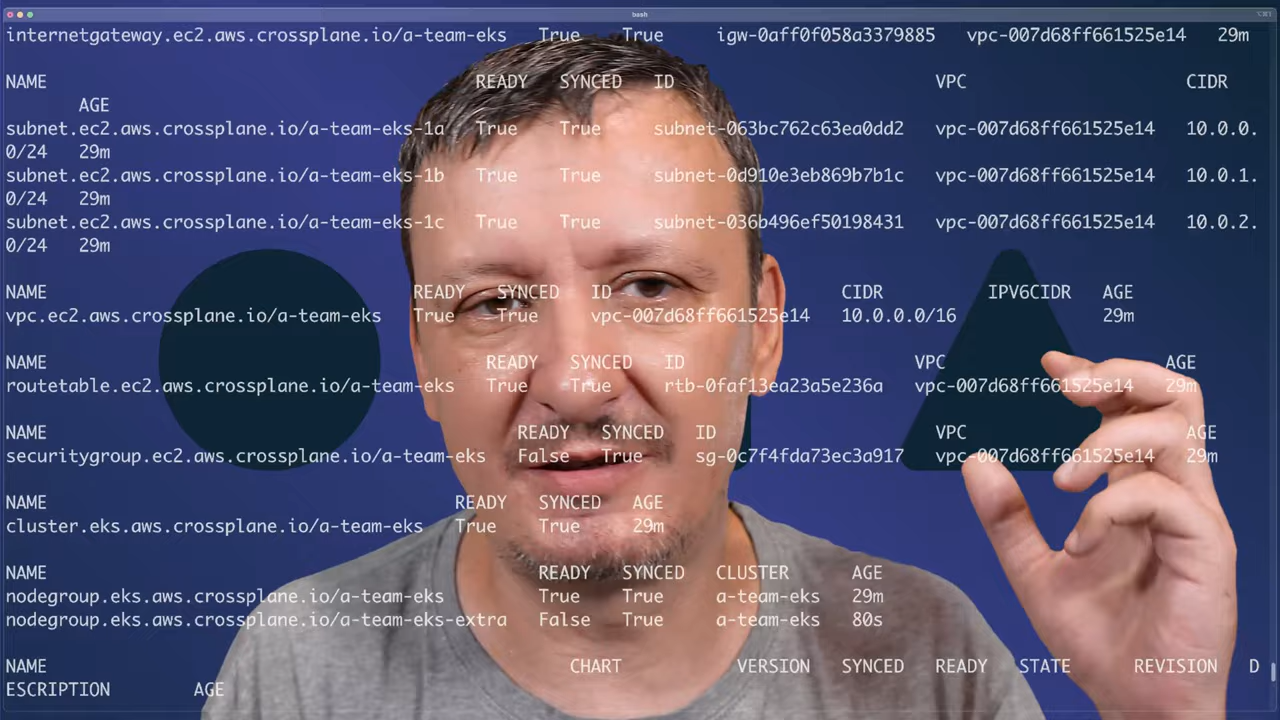 bash
internetgateway.ec2.aws.crossplane.io/a-team-eks True True igw-0aff0f058a3379885 vpc-007d68ff661525e14 29m
NAME READY SYNCED ID VPC CIDR
AGE
subnet.ec2.aws.crossplane.io/a-team-eks-1a True True subnet-063bc762c63ea0dd2 vpc-007d68ff661525e14 10.0.0.
0/24 29m
subnet.ec2.aws.crossplane.io/a-team-eks-1b True True subnet-0d910e3eb869b7b1c vpc-007d68ff661525e14 10.0.1.
0/24 29m
subnet.ec2.aws.crossplane.io/a-team-eks-1c True True subnet-036b496ef50198431 vpc-007d68ff661525e14 10.0.2.
0/24 29m
NAME READY SYNCED ID CIDR IPV6CIDR AGE
vpc.ec2.aws.crossplane.io/a-team-eks True True vpc-007d68ff661525e14 10.0.0.0/16 29m
NAME READY SYNCED ID VPC AGE
routetable.ec2.aws.crossplane.io/a-team-eks True True rtb-0faf13ea23a5e236a vpc-007d68ff661525e14 29m
NAME READY SYNCED ID VPC AGE
securitygroup.ec2.aws.crossplane.io/a-team-eks False True sg-0c7f4fda73ec3a917 vpc-007d68ff661525e14 29m
NAME READY SYNCED AGE
cluster.eks.aws.crossplane.io/a-team-eks True True 29m
NAME READY SYNCED CLUSTER AGE
nodegroup.eks.aws.crossplane.io/a-team-eks True True a-team-eks 29m
nodegroup.eks.aws.crossplane.io/a-team-eks-extra False True a-team-eks 80s
NAME CHART VERSION SYNCED READY STATE REVISION D
ESCRIPTION AGE